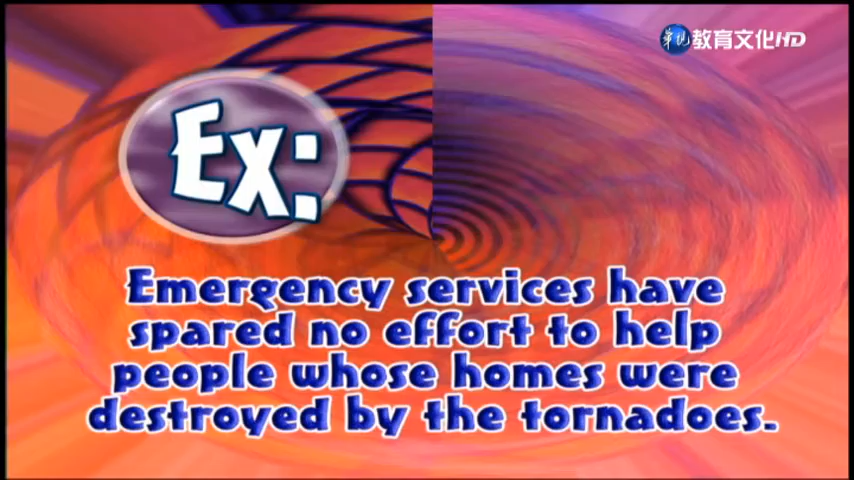 華視 教育文化HD
Ex:
Emergency services have
spared no effort to help
people whose homes were
destroyed by the tornadoes.